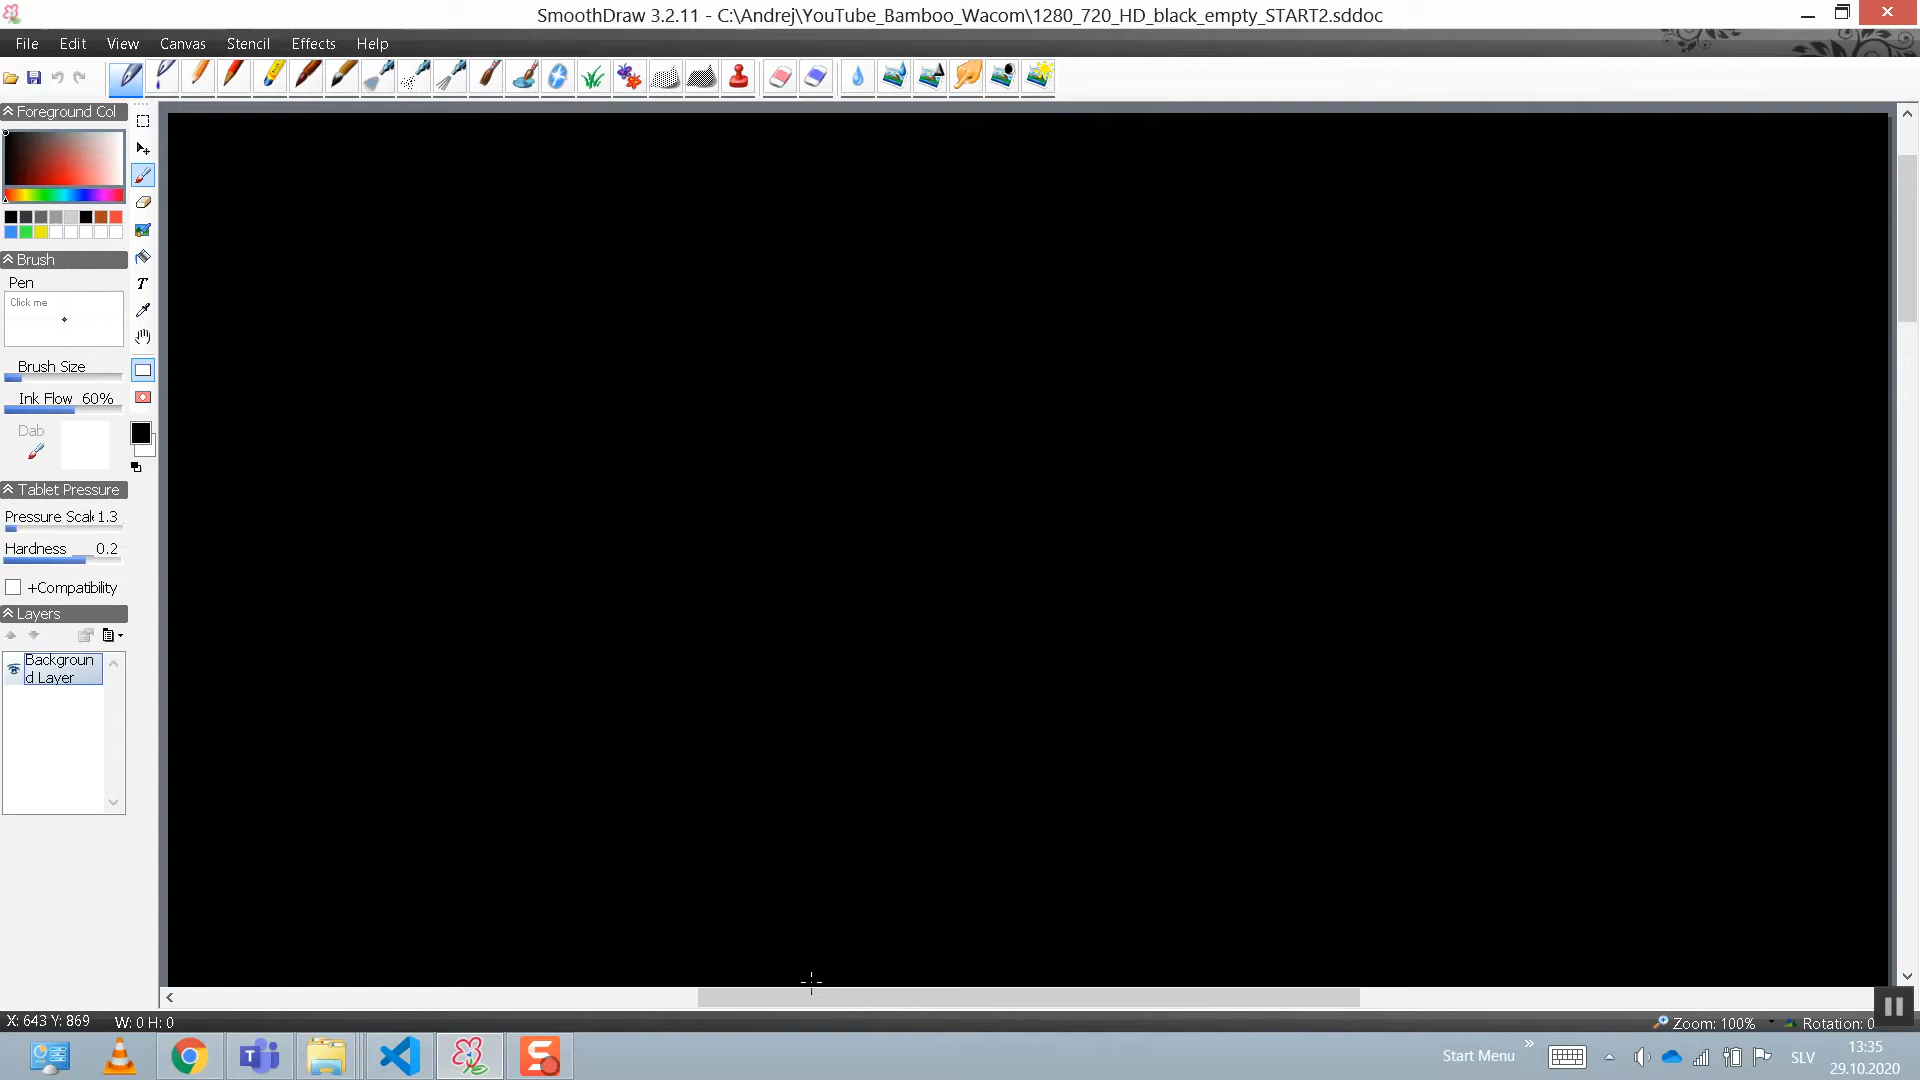 SmoothDraw 3.2.11 - C:\Andrej\YouTube_Bamboo_Wacom\1280_720_HD_black_empty_START2.sddoc
File Edit View Canvas Stencil Effects Help
Foreground Col
Brush
Pen
Click me
Brush Size
Ink Flow 60%
Dab
Tablet Pressure
Pressure Scale 1.3
Hardness 0.2
+Compatibility
Layers
Backgroun
d Layer
X: 643 Y: 869 W: 0 H: 0 Zoom: 100% Rotation: 0
Start Menu SLV 13:35
29.10.2020